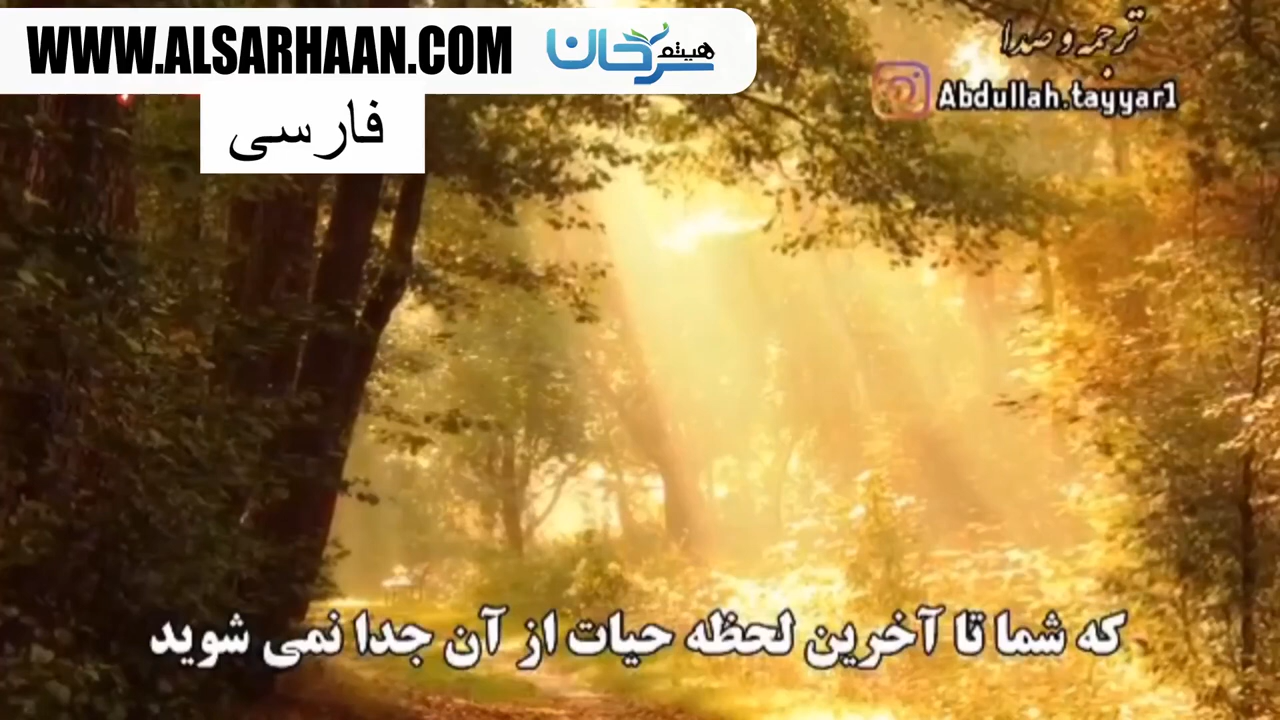 WWW.ALSARHAAN.COM
هيثم سرحان
فارسی
ترجمه و صدا
Abdullah.tayyar1
که شما تا آخرین لحظه حیات از آن جدا نمی شوید